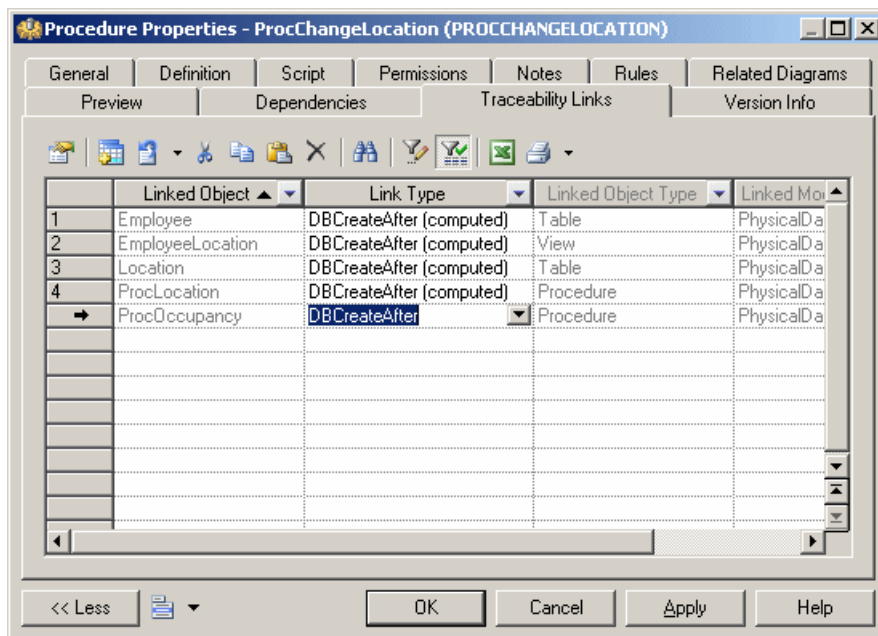 Procedure Properties - ProcChangeLocation (PROCCHANGELOCATION)
General Definition Script Permissions Notes Rules Related Diagrams
Preview Dependencies Traceability Links Version Info
Linked Object Link Type Linked Object Type Linked Mo
1 Employee DBCreateAfter (computed) Table PhysicalDa
2 EmployeeLocation DBCreateAfter (computed) View PhysicalDa
3 Location DBCreateAfter (computed) Table PhysicalDa
4 ProcLocation DBCreateAfter (computed) Procedure PhysicalDa
ProcOccupancy DBCreateAfter Procedure PhysicalDa
<< Less OK Cancel Apply Help